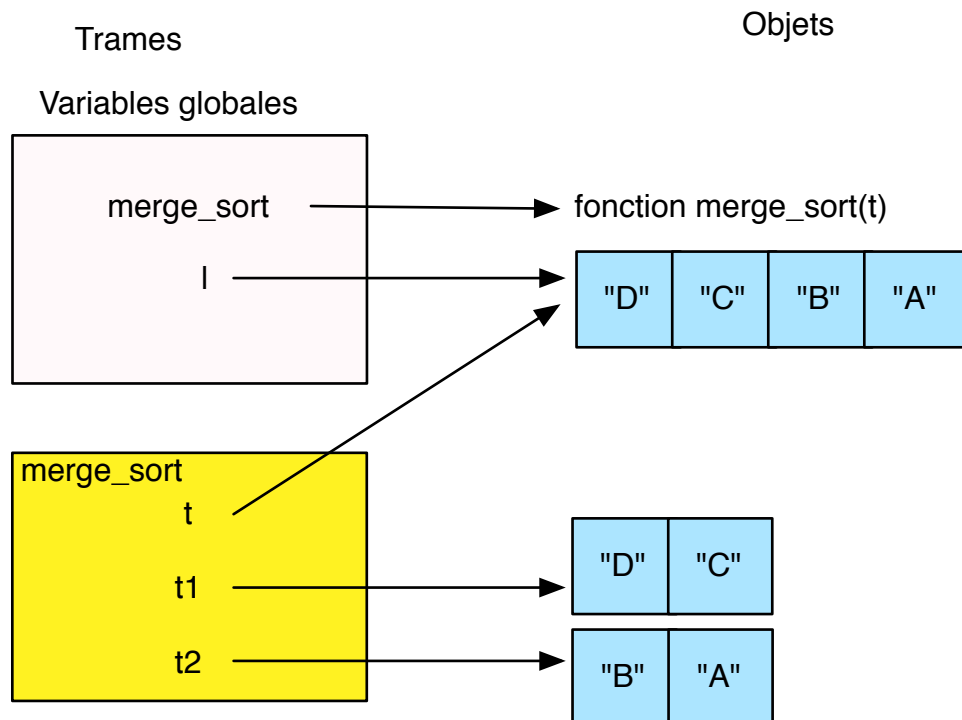 Trames
Objets
Variables globales
merge_sort
fonction merge_sort(t)
l
"D" "C" "B" "A"
merge_sort
t
t1
"D" "C"
t2
"B" "A"